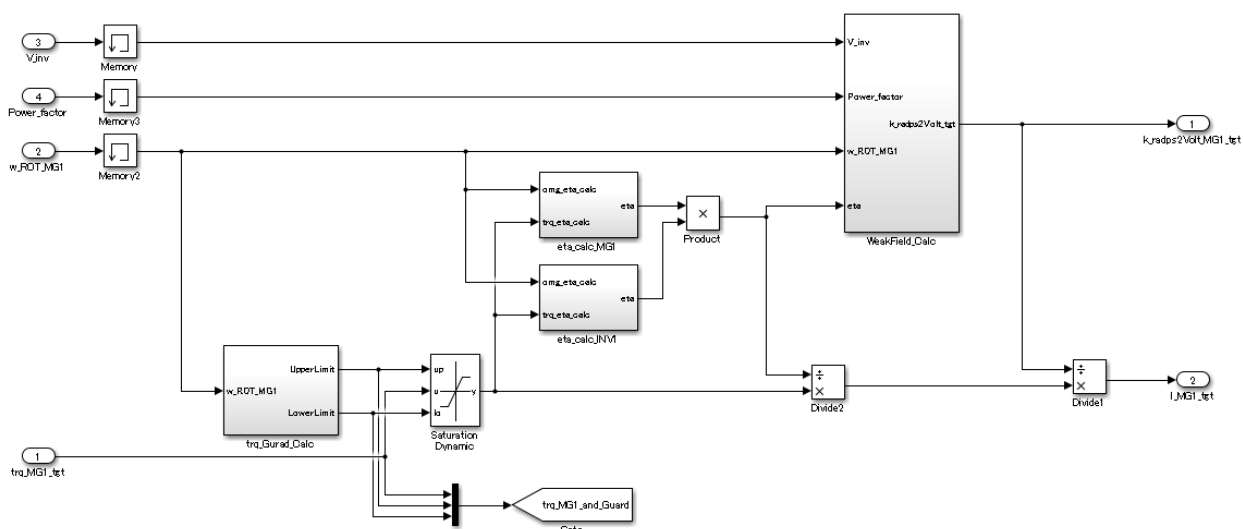 3
V_inv
Memory
V_inv
4
Power_factor
Memory3
Power_factor
k_radps2Volt_tgt
1
k_radps2Volt_MG1_tgt
2
w_ROT_MG1
Memory2
w_ROT_MG1
omg_eta_calc
eta
trq_eta_calc
eta_calc_MG1
×
Product
eta
WeakField_Calc
omg_eta_calc
eta
trq_eta_calc
eta_calc_INV1
w_ROT_MG1
UpperLimit
LowerLimit
trq_Gurad_Calc
up
u
y
lo
Saturation
Dynamic
÷
×
Divide2
÷
×
Divide1
2
I_MG1_tgt
1
trq_MG1_tgt
trq_MG1_and_Guard